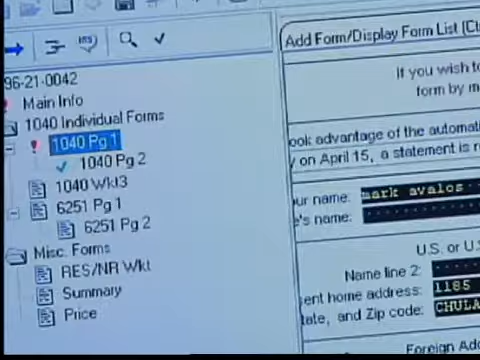 96-21-0042
Main Info
1040 Individual Forms
1040 Pg 1
1040 Pg 2
1040 Wkt3
6251 Pg 1
6251 Pg 2
Misc. Forms
RES/NR Wkt
Summary
Price
IRS
Add Form/Display Form List [Ct
If you wish to
form by m
ook advantage of the automati
y on April 15, a statement is r
ur name: mark avalos
e's name:
U.S. or U.
Name line 2:
ent home address: 1185
tate, and Zip code: CHULA
Foreign Ad